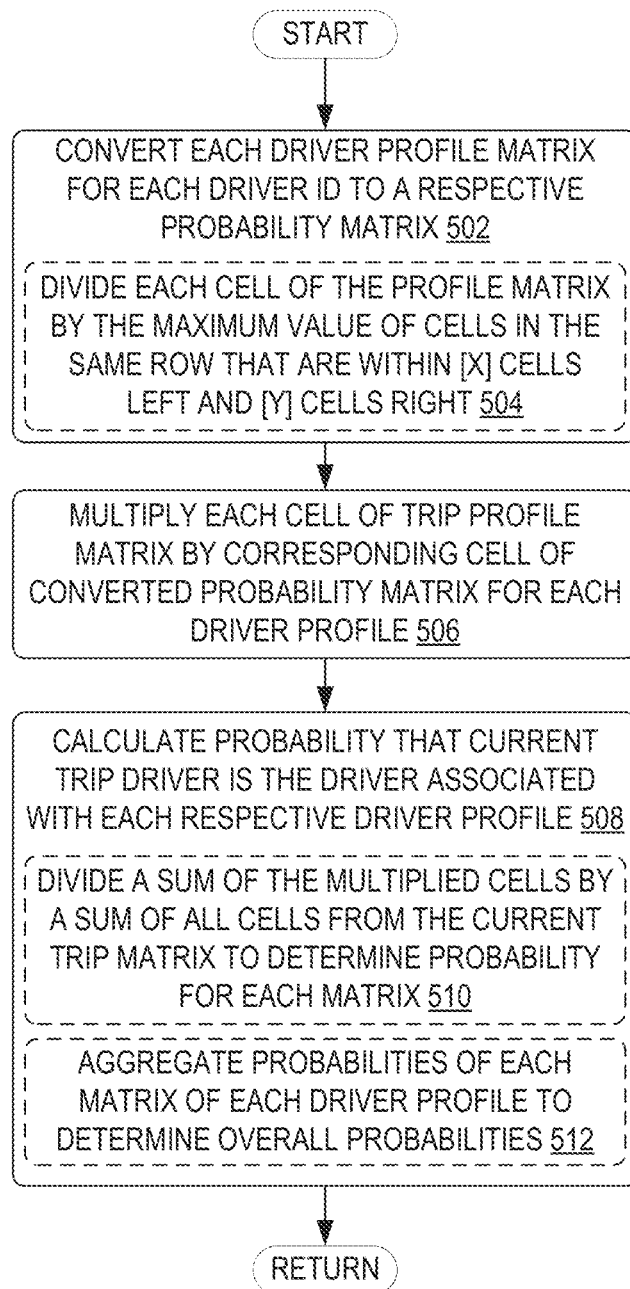 START
CONVERT EACH DRIVER PROFILE MATRIX
FOR EACH DRIVER ID TO A RESPECTIVE
PROBABILITY MATRIX 502
DIVIDE EACH CELL OF THE PROFILE MATRIX
BY THE MAXIMUM VALUE OF CELLS IN THE
SAME ROW THAT ARE WITHIN [X] CELLS
LEFT AND [Y] CELLS RIGHT 504
MULTIPLY EACH CELL OF TRIP PROFILE
MATRIX BY CORRESPONDING CELL OF
CONVERTED PROBABILITY MATRIX FOR EACH
DRIVER PROFILE 506
CALCULATE PROBABILITY THAT CURRENT
TRIP DRIVER IS THE DRIVER ASSOCIATED
WITH EACH RESPECTIVE DRIVER PROFILE 508
DIVIDE A SUM OF THE MULTIPLIED CELLS BY
A SUM OF ALL CELLS FROM THE CURRENT
TRIP MATRIX TO DETERMINE PROBABILITY
FOR EACH MATRIX 510
AGGREGATE PROBABILITIES OF EACH
MATRIX OF EACH DRIVER PROFILE TO
DETERMINE OVERALL PROBABILITIES 512
RETURN